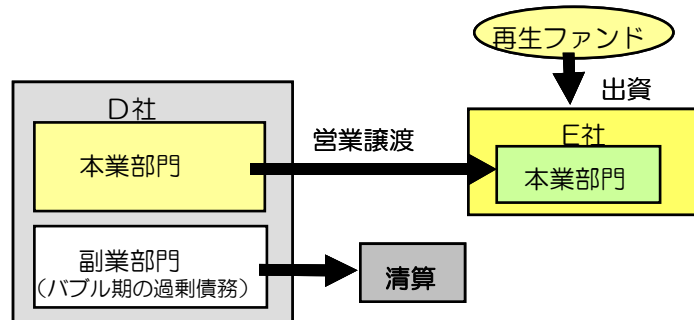 再生ファンド
出資
D社
本業部門
営業譲渡
E社
本業部門
副業部門
(バブル期の過剰債務)
清算